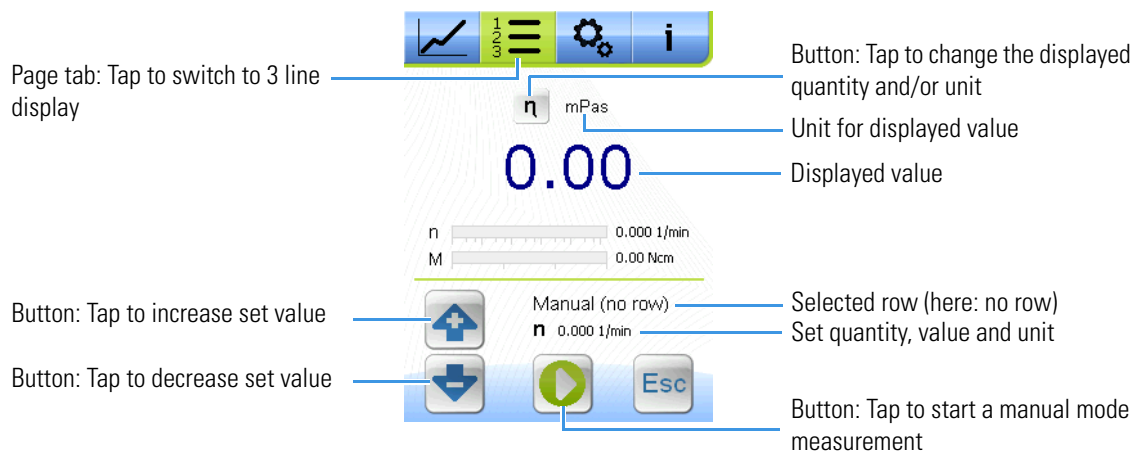 1
2
3
i
Page tab: Tap to switch to 3 line
display
Button: Tap to change the displayed
quantity and/or unit
η mPas
Unit for displayed value
0.00
Displayed value
n 0.000 1/min
M 0.00 Ncm
Button: Tap to increase set value
Manual (no row)
Selected row (here: no row)
n 0.000 1/min
Set quantity, value and unit
Button: Tap to decrease set value
Esc
Button: Tap to start a manual mode
measurement